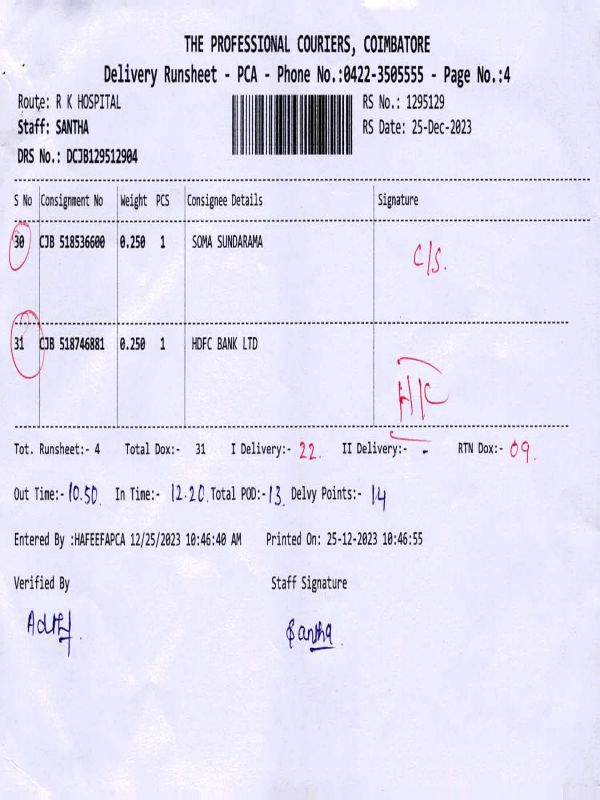 THE PROFESSIONAL COURIERS, COIMBATORE
Delivery Runsheet - PCA - Phone No.:0422-3505555 - Page No.:4
Route: R K HOSPITAL RS No.: 1295129
Staff: SANTHA RS Date: 25-Dec-2023
DRS No.: DCJB129512904
S No Consignment No Weight PCS Consignee Details Signature
30 CJB 518536600 0.250 1 SOMA SUNDARAMA C/S.
31 CJB 518746881 0.250 1 HDFC BANK LTD
Tot. Runsheet:- 4 Total Dox:- 31 I Delivery:- 22. II Delivery:- - RTN Dox:- 09.
Out Time:- 10.50 In Time:- 12.20 Total POD:- 13 Delvy Points:- 14
Entered By :HAFEEFAPCA 12/25/2023 10:46:40 AM Printed On: 25-12-2023 10:46:55
Verified By Staff Signature
Santha